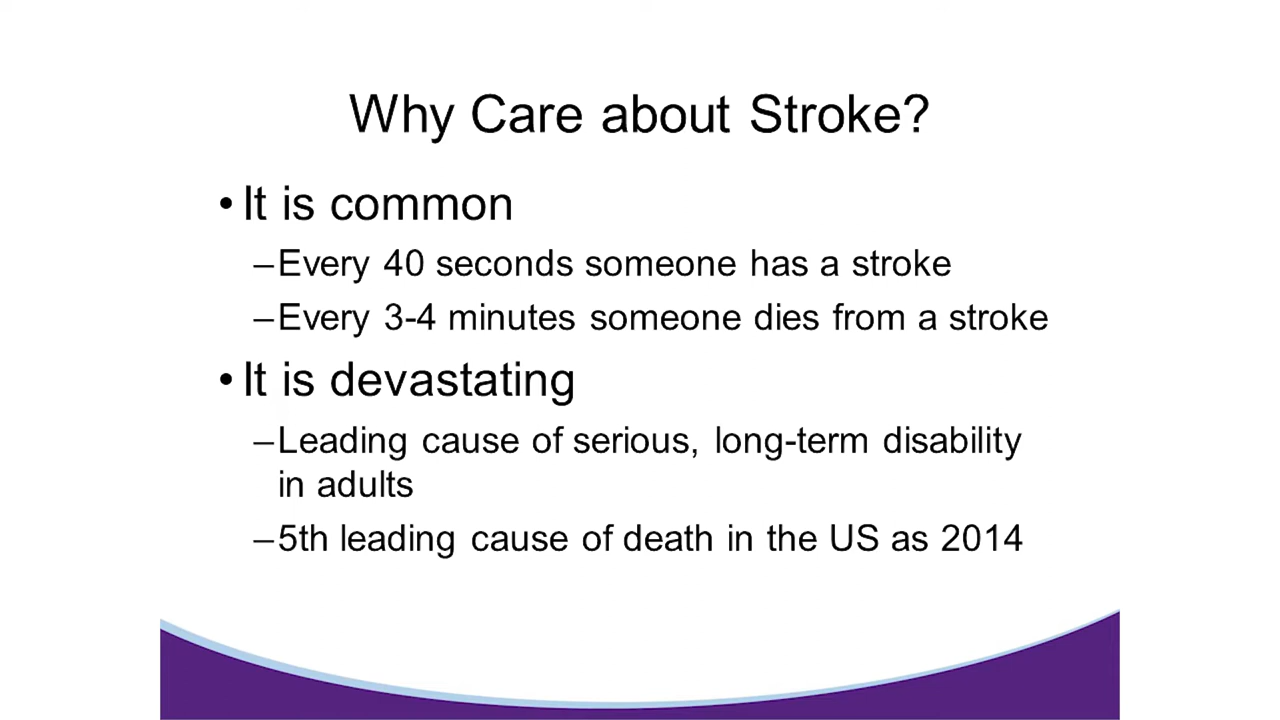 Why Care about Stroke?
• It is common
–Every 40 seconds someone has a stroke
–Every 3-4 minutes someone dies from a stroke
• It is devastating
–Leading cause of serious, long-term disability
in adults
–5th leading cause of death in the US as 2014